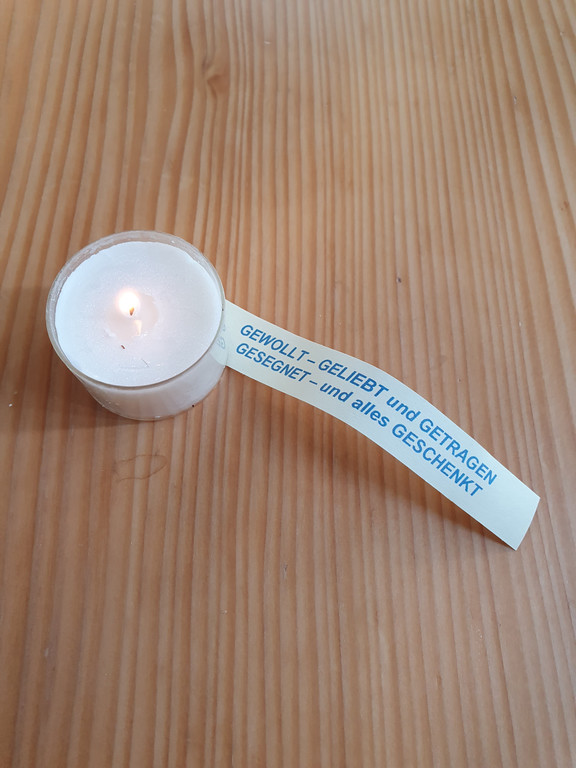 GEWOLLT – GELIEBT und GETRAGEN
GESEGNET – und alles GESCHENKT